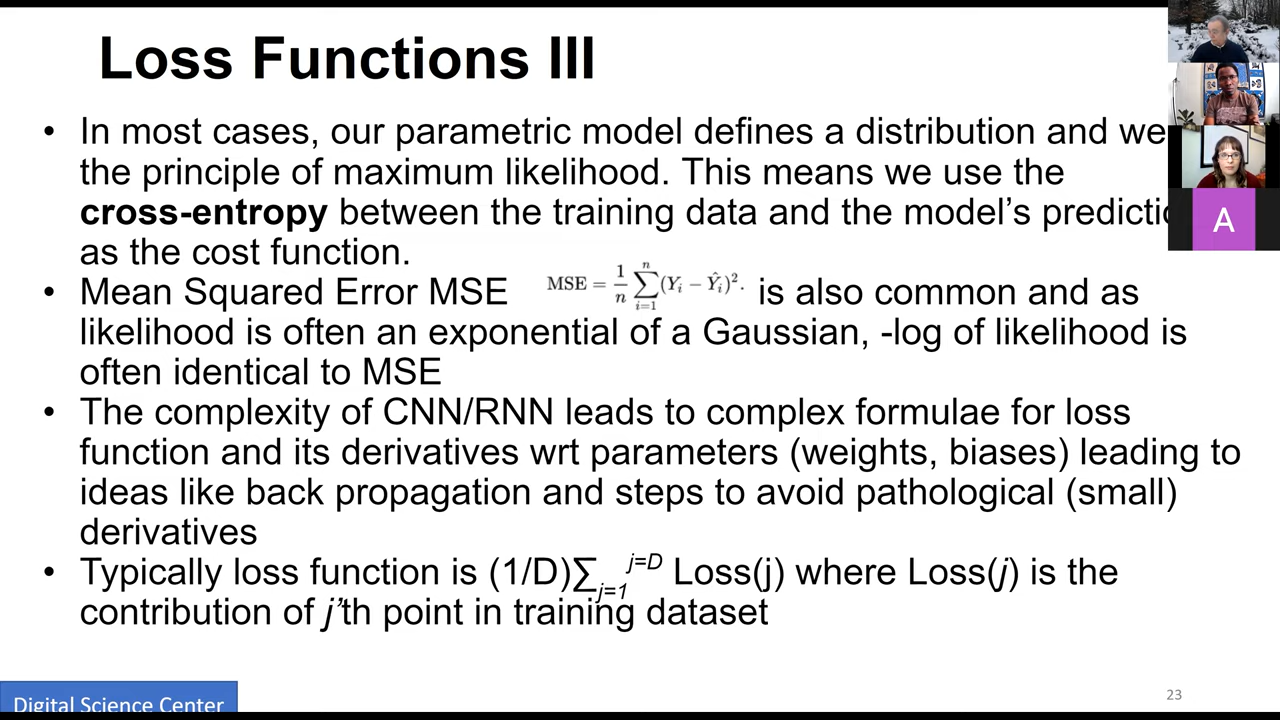 Loss Functions III
• In most cases, our parametric model defines a distribution and we
the principle of maximum likelihood. This means we use the
cross-entropy between the training data and the model's
as the cost function.
• Mean Squared Error MSE MSE = \frac{1}{n} \sum_{i=1}^{n} (Y_i - \hat{Y}_i)^2. is also common and as
likelihood is often an exponential of a Gaussian, -log of likelihood is
often identical to MSE
• The complexity of CNN/RNN leads to complex formulae for loss
function and its derivatives wrt parameters (weights, biases) leading to
ideas like back propagation and steps to avoid pathological (small)
derivatives
• Typically loss function is (1/D)∑_{j=1}^{j=D} Loss(j) where Loss(j) is the
contribution of j'th point in training dataset
A
Digital Science Center
23